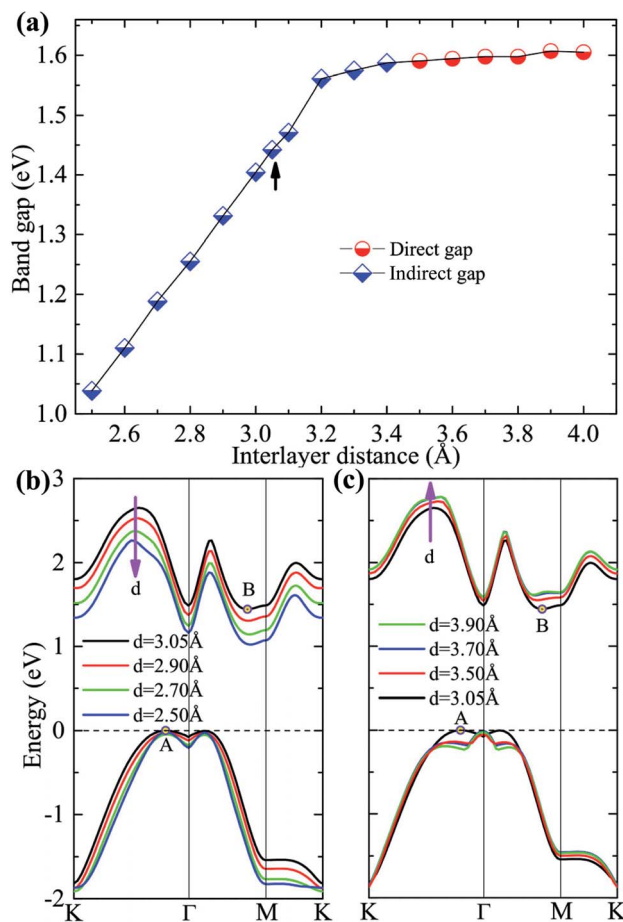 (a)
1.6
1.5
1.4
1.3
1.2
1.1
1.0
Band gap (eV)
Direct gap
Indirect gap
2.6 2.8 3.0 3.2 3.4 3.6 3.8 4.0
Interlayer distance (Å)
(b)
3
2
1
0
-1
-2
Energy (eV)
d
B
d=3.05Å
d=2.90Å
d=2.70Å
d=2.50Å
A
K Γ M K
(c)
d
B
d=3.90Å
d=3.70Å
d=3.50Å
d=3.05Å
A
K Γ M K